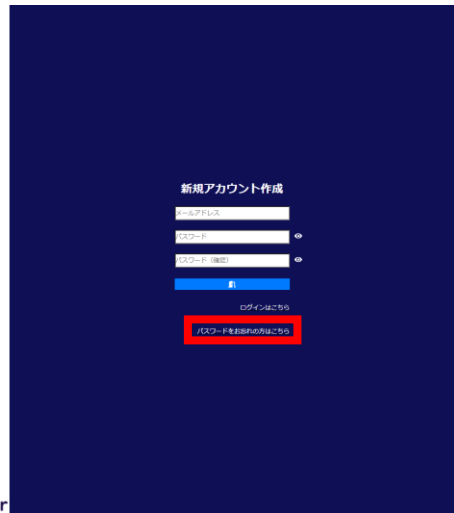 新規アカウント作成
メールアドレス
パスワード
パスワード（確認）
ログインはこちら
パスワードをお忘れの方はこちら
r